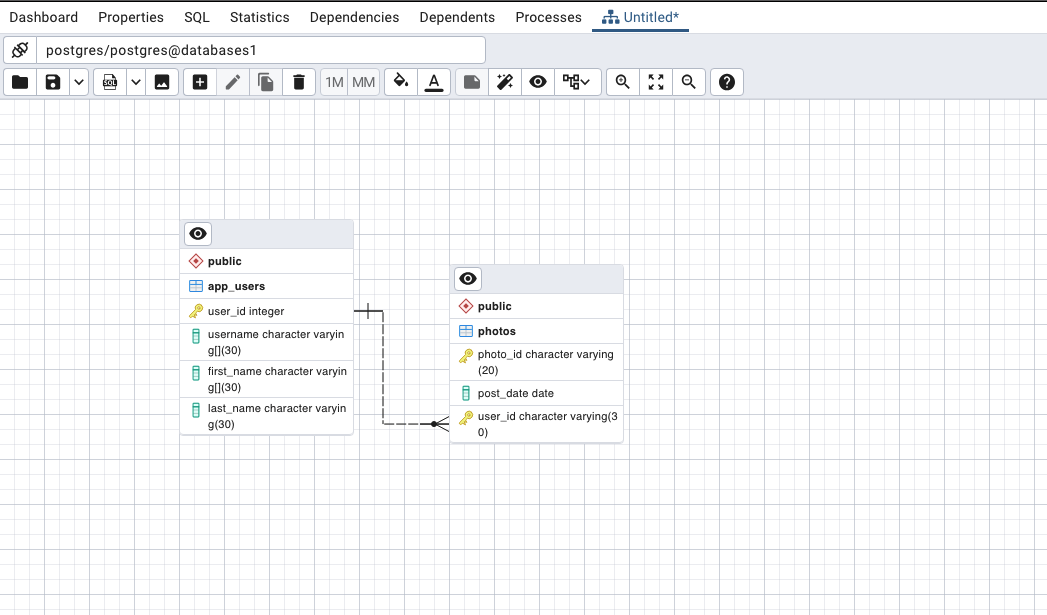 Dashboard Properties SQL Statistics Dependencies Dependents Processes Untitled*
postgres/postgres@databases1
SQL 1M MM A
public
app_users
user_id integer
username character varyin
g[](30)
first_name character varyin
g[](30)
last_name character varyin
g(30)
public
photos
photo_id character varying
(20)
post_date date
user_id character varying(3
0)